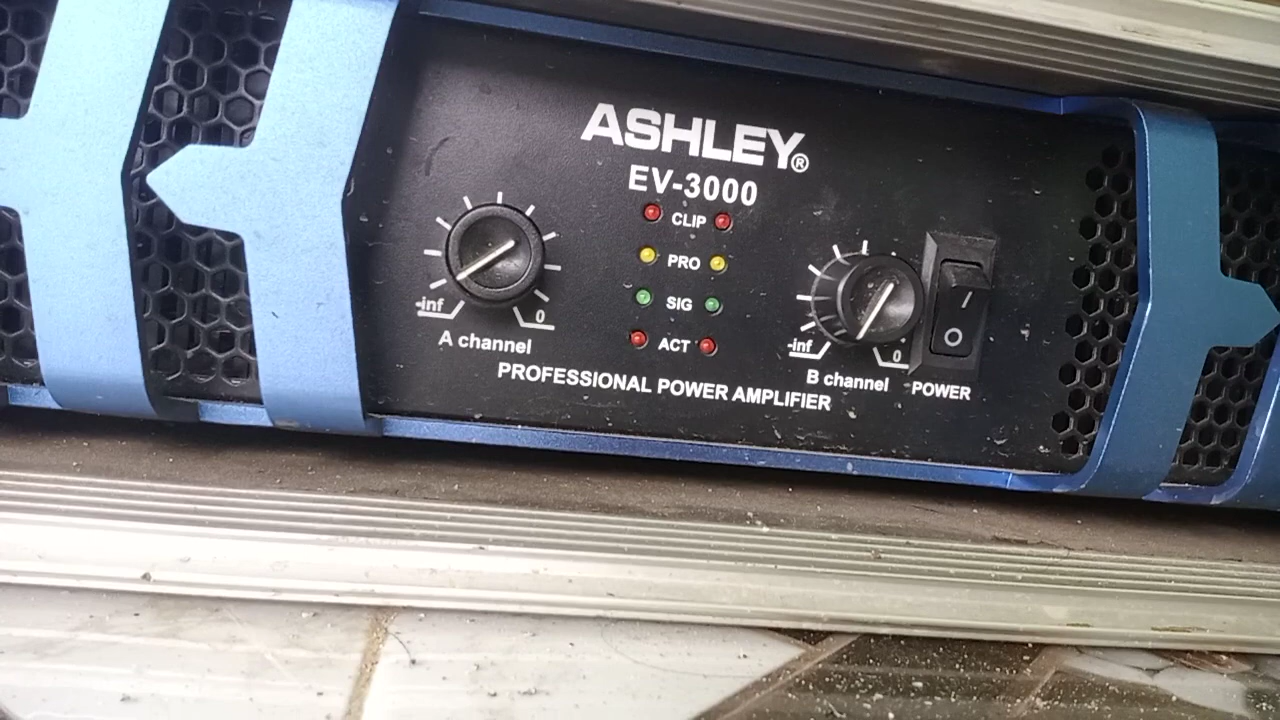 ASHLEY®
EV-3000
CLIP
PRO
SIG
ACT
-inf
0
A channel
-inf
0
B channel
POWER
PROFESSIONAL POWER AMPLIFIER